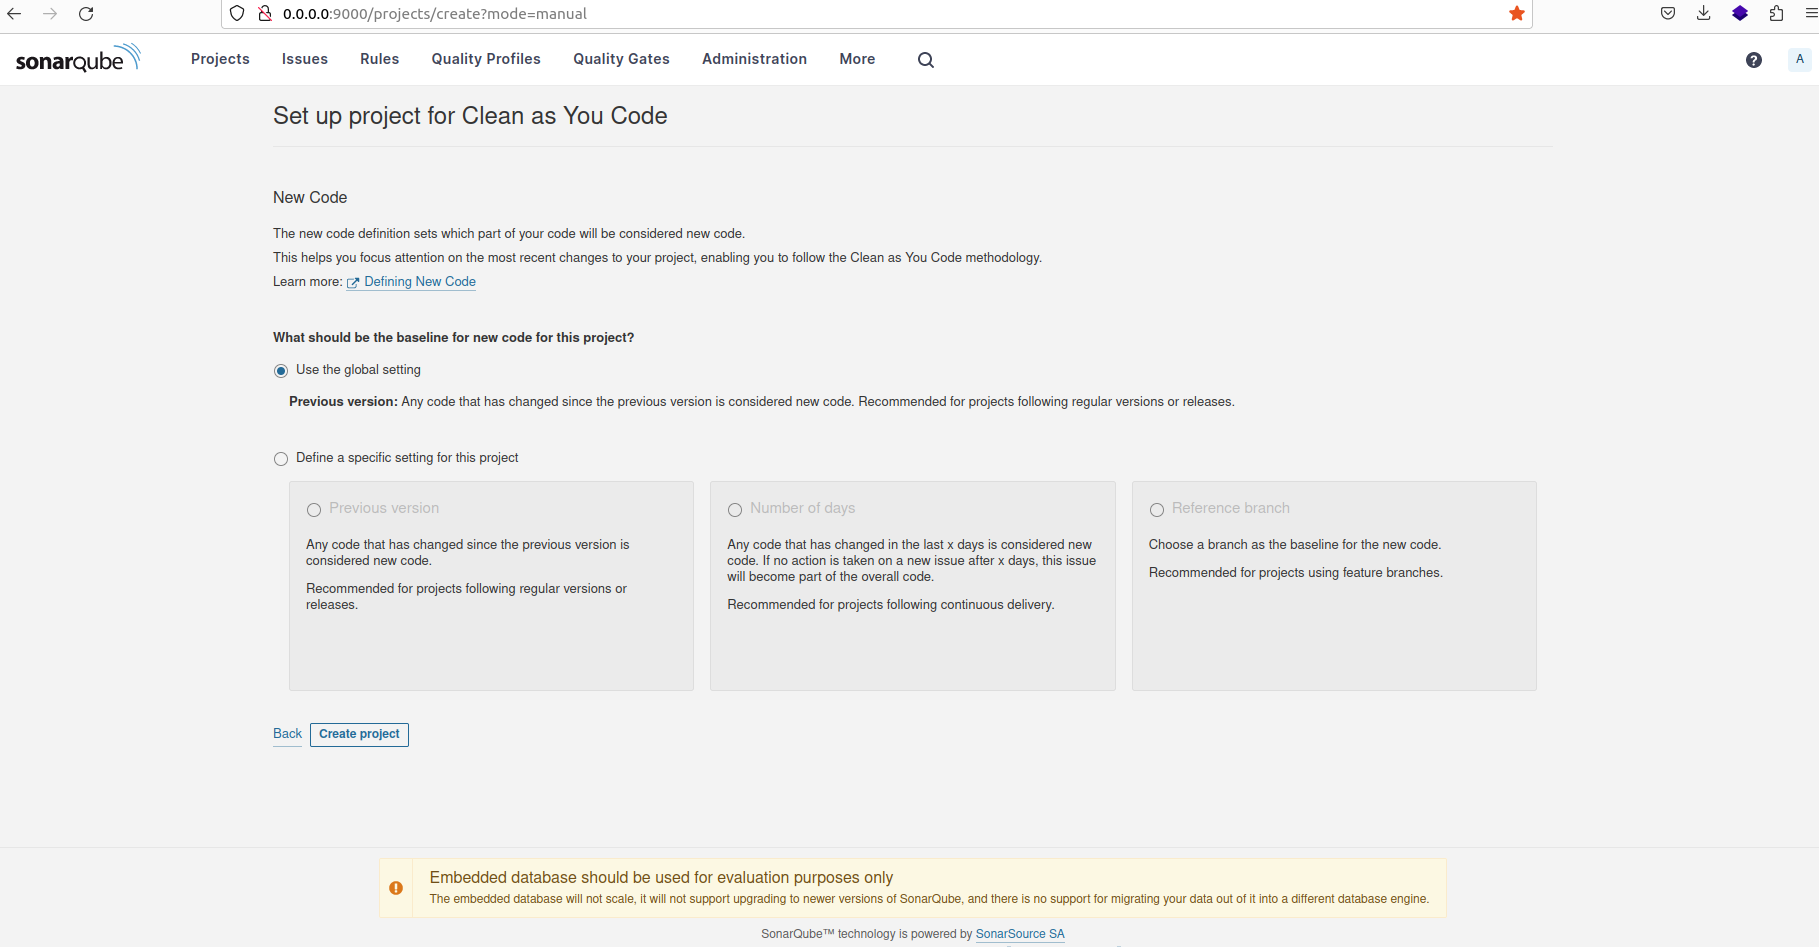 0.0.0.0:9000/projects/create?mode=manual
sonarqube Projects Issues Rules Quality Profiles Quality Gates Administration More ? A
Set up project for Clean as You Code
New Code
The new code definition sets which part of your code will be considered new code.
This helps you focus attention on the most recent changes to your project, enabling you to follow the Clean as You Code methodology.
Learn more: Defining New Code
What should be the baseline for new code for this project?
Use the global setting
Previous version: Any code that has changed since the previous version is considered new code. Recommended for projects following regular versions or releases.
Define a specific setting for this project
Previous version
Any code that has changed since the previous version is
considered new code.
Recommended for projects following regular versions or
releases.
Number of days
Any code that has changed in the last x days is considered new
code. If no action is taken on a new issue after x days, this issue
will become part of the overall code.
Recommended for projects following continuous delivery.
Reference branch
Choose a branch as the baseline for the new code.
Recommended for projects using feature branches.
Back Create project
Embedded database should be used for evaluation purposes only
The embedded database will not scale, it will not support upgrading to newer versions of SonarQube, and there is no support for migrating your data out of it into a different database engine.
SonarQube™ technology is powered by SonarSource SA